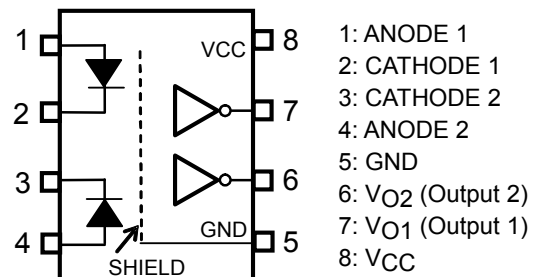 1
2
3
4
VCC
GND
SHIELD
8
7
6
5
1: ANODE 1
2: CATHODE 1
3: CATHODE 2
4: ANODE 2
5: GND
6: VO2 (Output 2)
7: VO1 (Output 1)
8: VCC